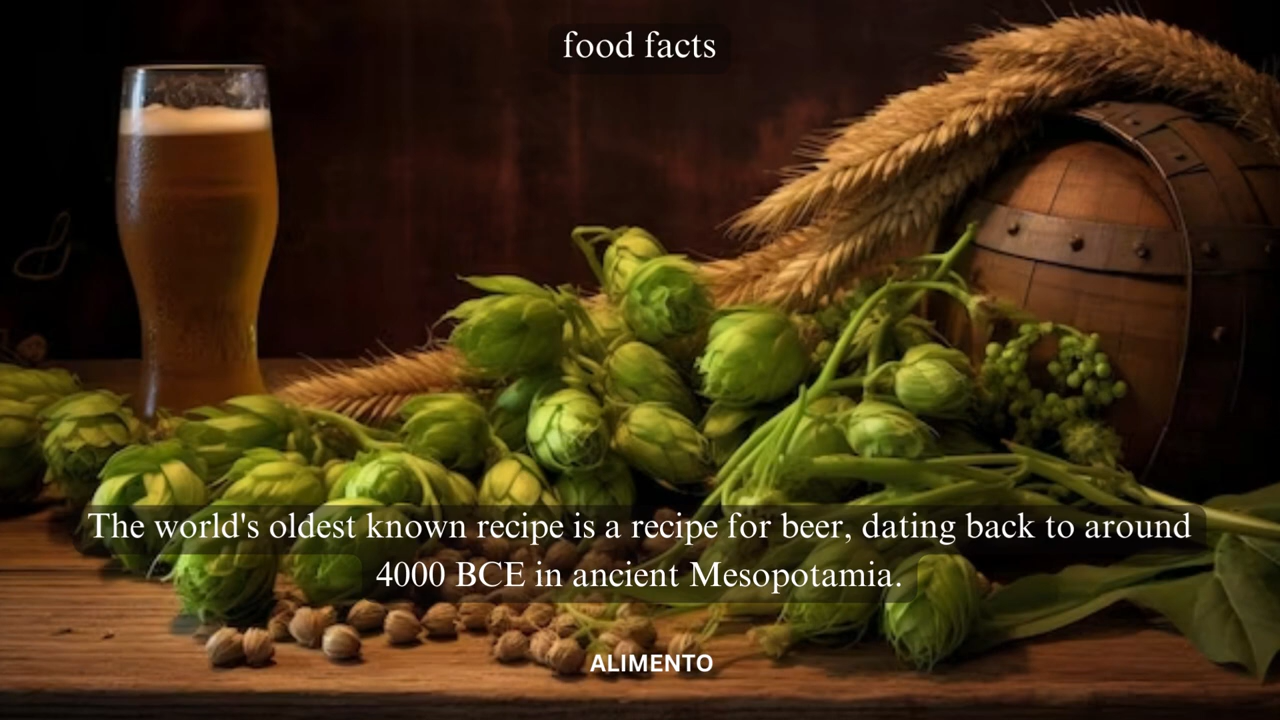 food facts
The world's oldest known recipe is a recipe for beer, dating back to around
4000 BCE in ancient Mesopotamia.
ALIMENTO